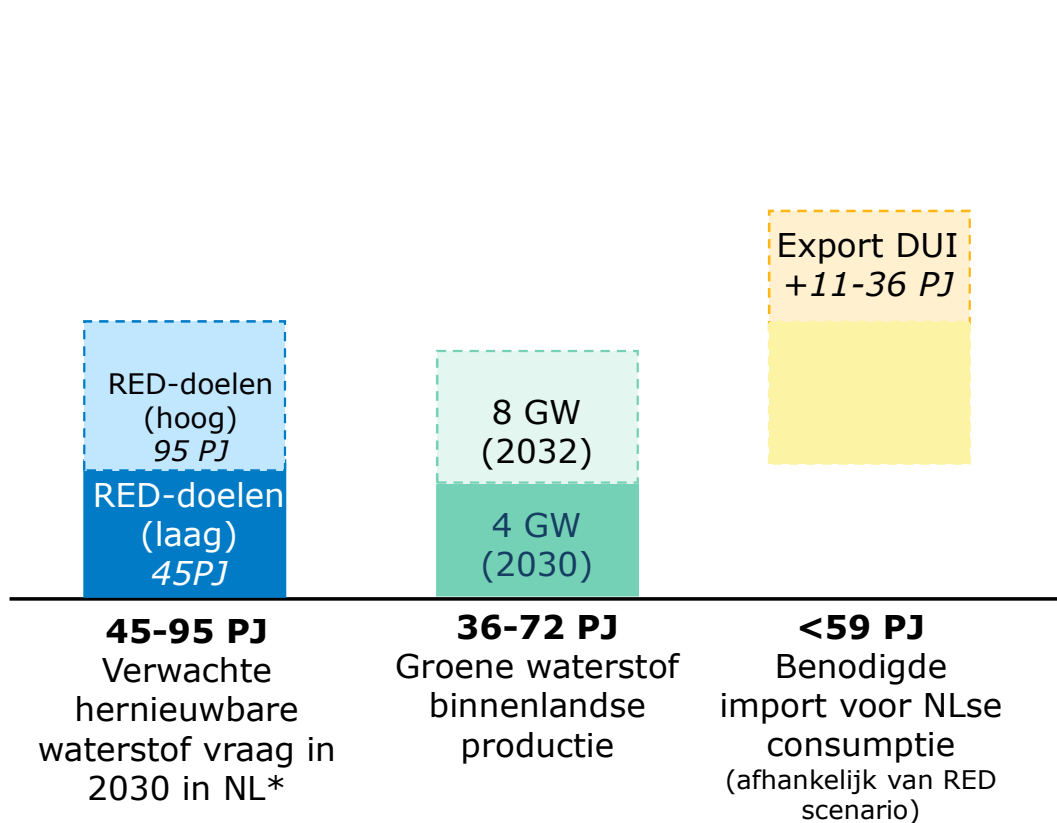 Export DUI
+11-36 PJ
RED-doelen
(hoog)
95 PJ
RED-doelen
(laag)
45PJ
8 GW
(2032)
4 GW
(2030)
45-95 PJ
Verwachte
hernieuwbare
waterstof vraag in
2030 in NL*
36-72 PJ
Groene waterstof
binnenlandse
productie
<59 PJ
Benodigde
import voor NLse
consumptie
(afhankelijk van RED
scenario)